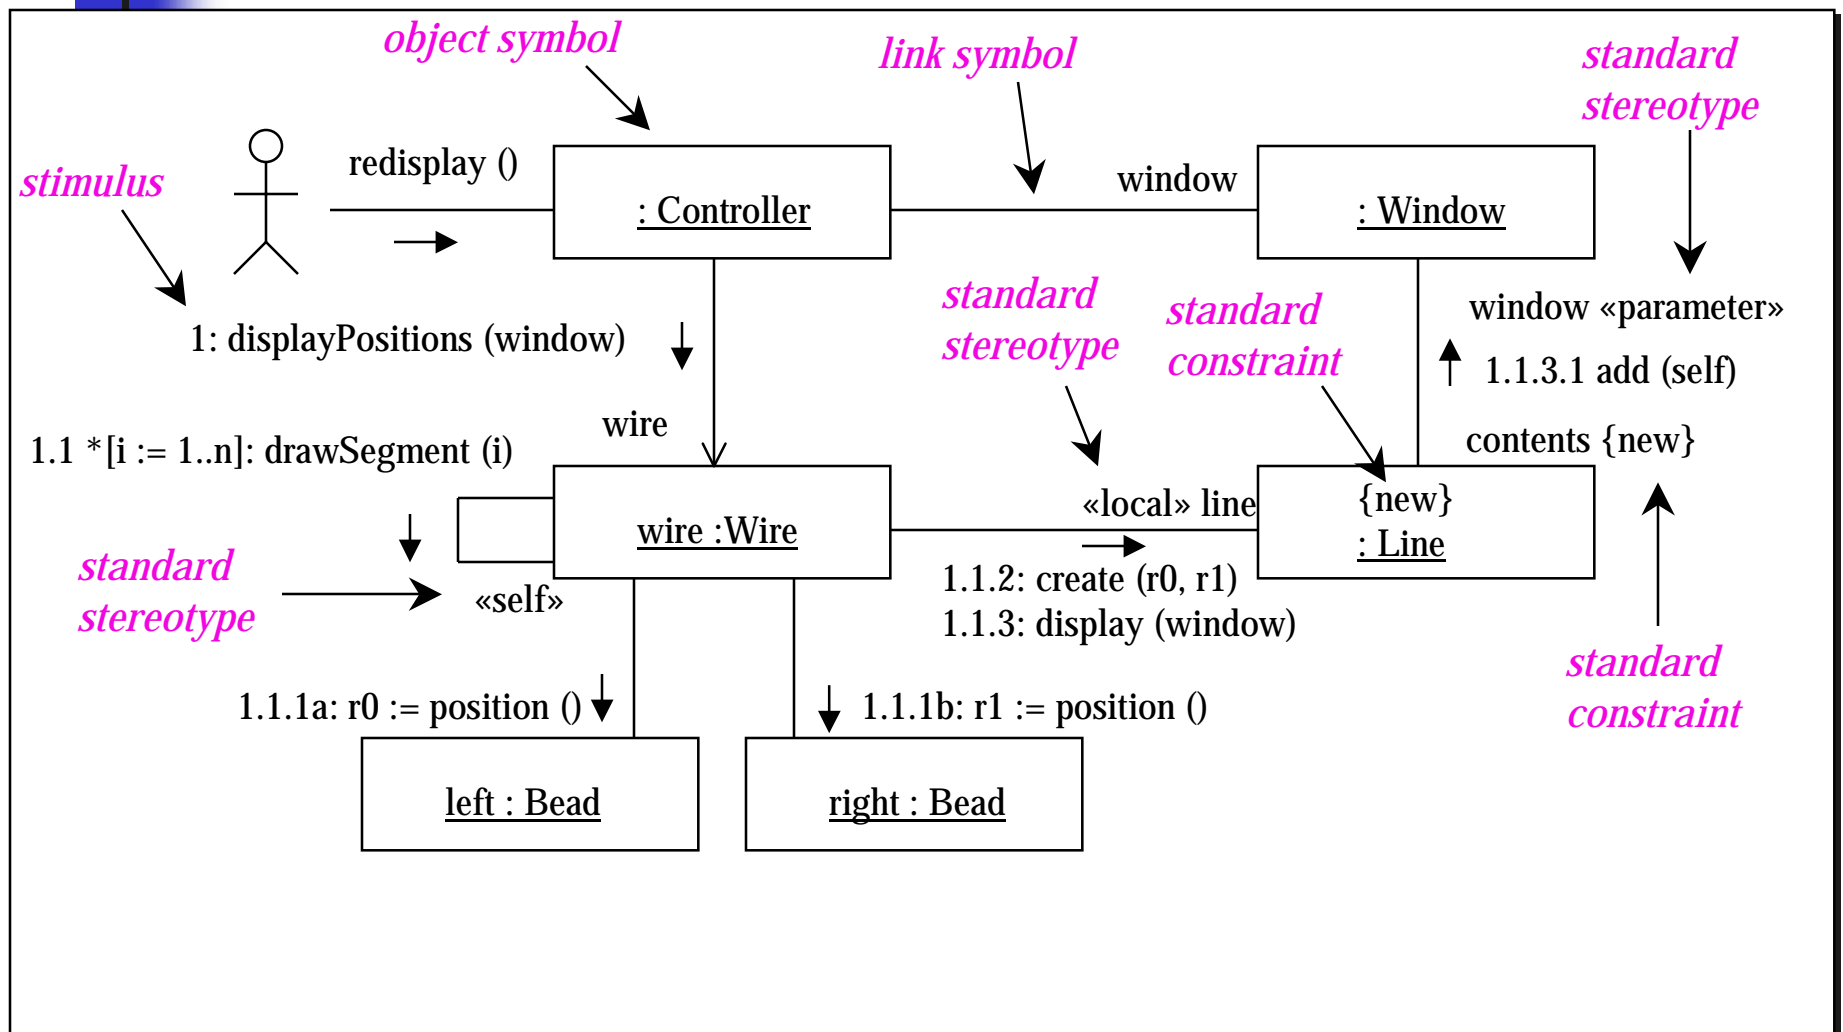 object symbol
link symbol
standard
stereotype
stimulus
redisplay ()
: Controller
window
: Window
standard
stereotype
standard
constraint
window «parameter»
1: displayPositions (window)
1.1.3.1 add (self)
wire
contents {new}
1.1 *[i := 1..n]: drawSegment (i)
«local» line
{new}
: Line
wire :Wire
standard
stereotype
«self»
1.1.2: create (r0, r1)
1.1.3: display (window)
standard
constraint
1.1.1a: r0 := position ()
1.1.1b: r1 := position ()
left : Bead
right : Bead